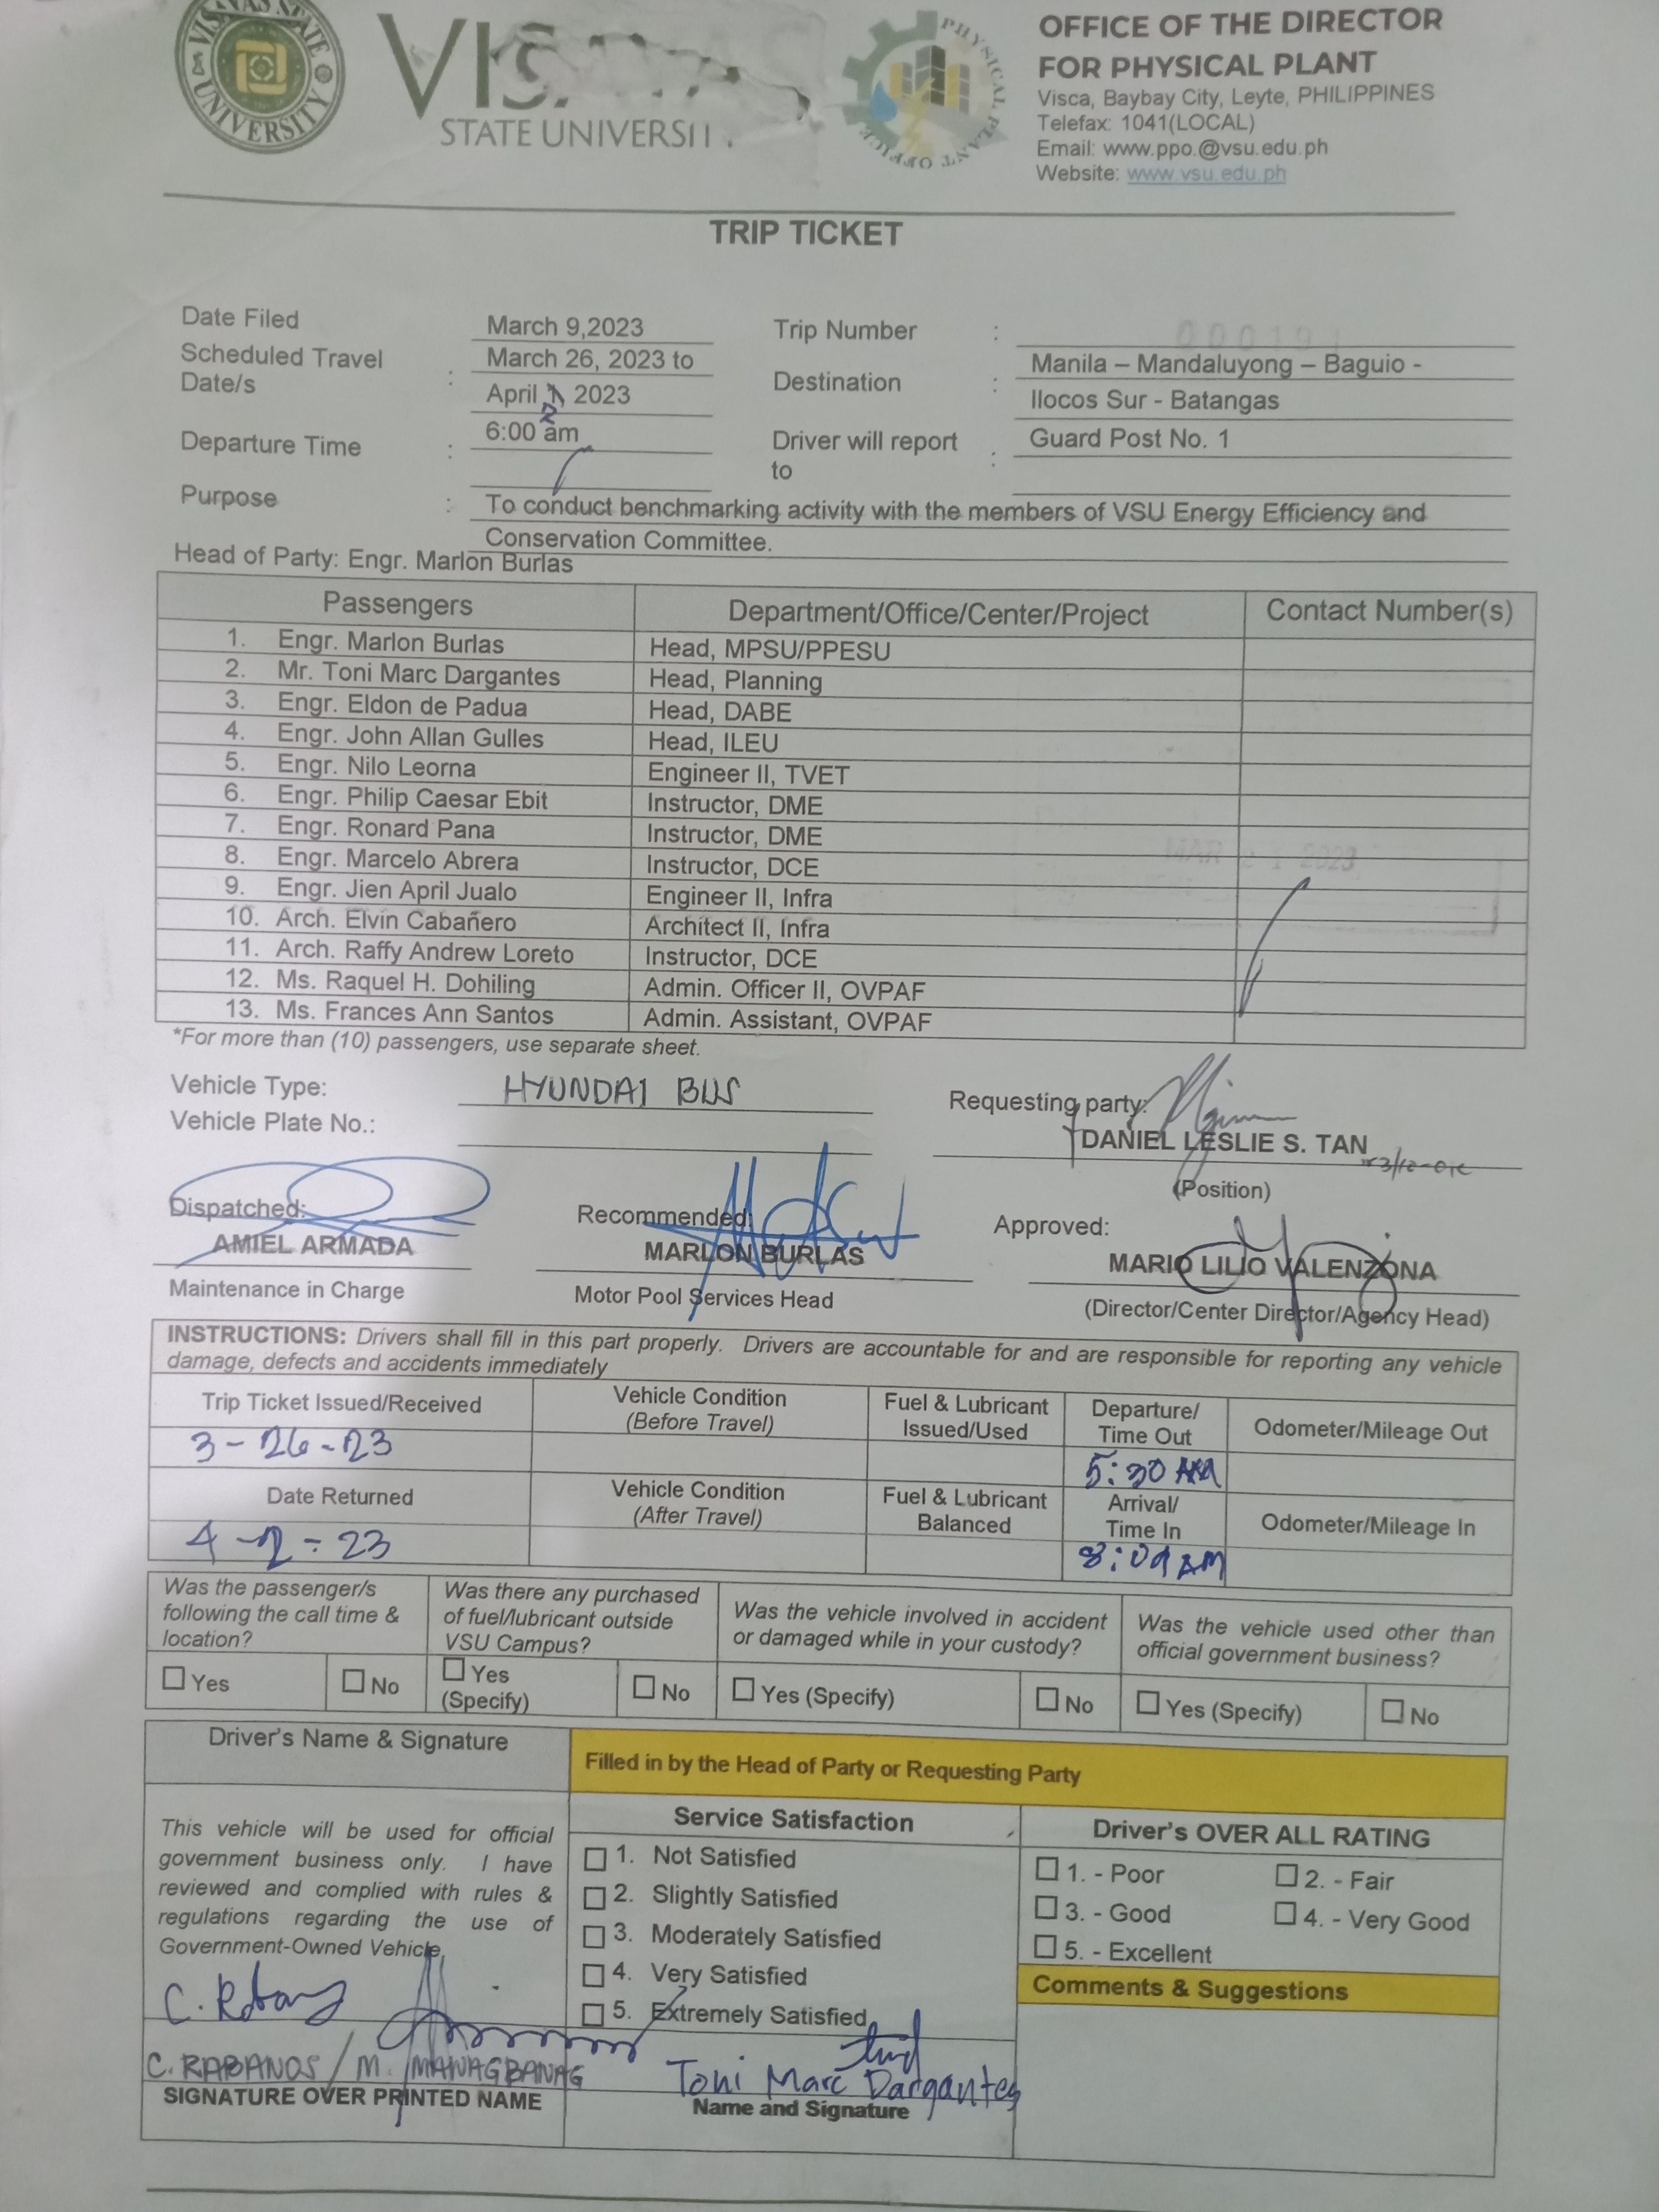 VISAYAS STATE
UNIVERSITY
VIS
STATE UNIVERSIT
PHYSICAL PLANT OFFICE
OFFICE OF THE DIRECTOR
FOR PHYSICAL PLANT
Visca, Baybay City, Leyte, PHILIPPINES
Telefax: 1041(LOCAL)
Email: www.ppo.@vsu.edu.ph
Website: www.vsu.edu.ph
TRIP TICKET
Date Filed March 9,2023 Trip Number :
Scheduled Travel Date/s : March 26, 2023 to April 2 2023
Destination : Manila – Mandaluyong – Baguio -
Ilocos Sur - Batangas
Departure Time : 6:00 am Driver will report to : Guard Post No. 1
Purpose : To conduct benchmarking activity with the members of VSU Energy Efficiency and
Conservation Committee.
Head of Party: Engr. Marlon Burlas
Passengers Department/Office/Center/Project Contact Number(s)
1. Engr. Marlon Burlas Head, MPSU/PPESU
2. Mr. Toni Marc Dargantes Head, Planning
3. Engr. Eldon de Padua Head, DABE
4. Engr. John Allan Gulles Head, ILEU
5. Engr. Nilo Leorna Engineer II, TVET
6. Engr. Philip Caesar Ebit Instructor, DME
7. Engr. Ronard Pana Instructor, DME
8. Engr. Marcelo Abrera Instructor, DCE
MAR 21 2023
9. Engr. Jien April Jualo Engineer II, Infra
10. Arch. Elvin Cabañero Architect II, Infra
11. Arch. Raffy Andrew Loreto Instructor, DCE
12. Ms. Raquel H. Dohiling Admin. Officer II, OVPAF
13. Ms. Frances Ann Santos Admin. Assistant, OVPAF
*For more than (10) passengers, use separate sheet.
Vehicle Type: HYUNDAI BUS
Vehicle Plate No.:
Requesting party:
DANIEL LESLIE S. TAN
(Position)
Dispatched:
AMIEL ARMADA
Maintenance in Charge
Recommended:
MARLON BURLAS
Motor Pool Services Head
Approved:
MARIO LILIO VALENZONA
(Director/Center Director/Agency Head)
INSTRUCTIONS: Drivers shall fill in this part properly. Drivers are accountable for and are responsible for reporting any vehicle
damage, defects and accidents immediately
Trip Ticket Issued/Received Vehicle Condition (Before Travel) Fuel & Lubricant Issued/Used Departure/ Time Out Odometer/Mileage Out
3-26-23 5:30 AM
Date Returned Vehicle Condition (After Travel) Fuel & Lubricant Balanced Arrival/ Time In Odometer/Mileage In
4-2-23 AM
Was the passenger/s following the call time & location?
Was there any purchased of fuel/lubricant outside VSU Campus?
Was the vehicle involved in accident or damaged while in your custody?
Was the vehicle used other than official government business?
Yes No Yes (Specify) No Yes (Specify) No Yes (Specify) No
Driver's Name & Signature
Filled in by the Head of Party or Requesting Party
This vehicle will be used for official
government business only. I have
reviewed and complied with rules &
regulations regarding the use of
Government-Owned Vehicle.
C. RABANOS / M. MANAGBANAG
SIGNATURE OVER PRINTED NAME
Service Satisfaction
1. Not Satisfied
2. Slightly Satisfied
3. Moderately Satisfied
4. Very Satisfied
5. Extremely Satisfied
Toni Marc Dargantes
Name and Signature
Driver's OVER ALL RATING
1. - Poor 2. - Fair
3. - Good 4. - Very Good
5. - Excellent
Comments & Suggestions